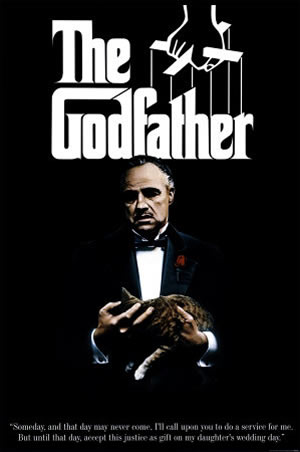 The
Godfather
"Someday, and that day may never come, I'll call upon you to do a service for me.
But until that day, accept this justice as gift on my daughter's wedding day."